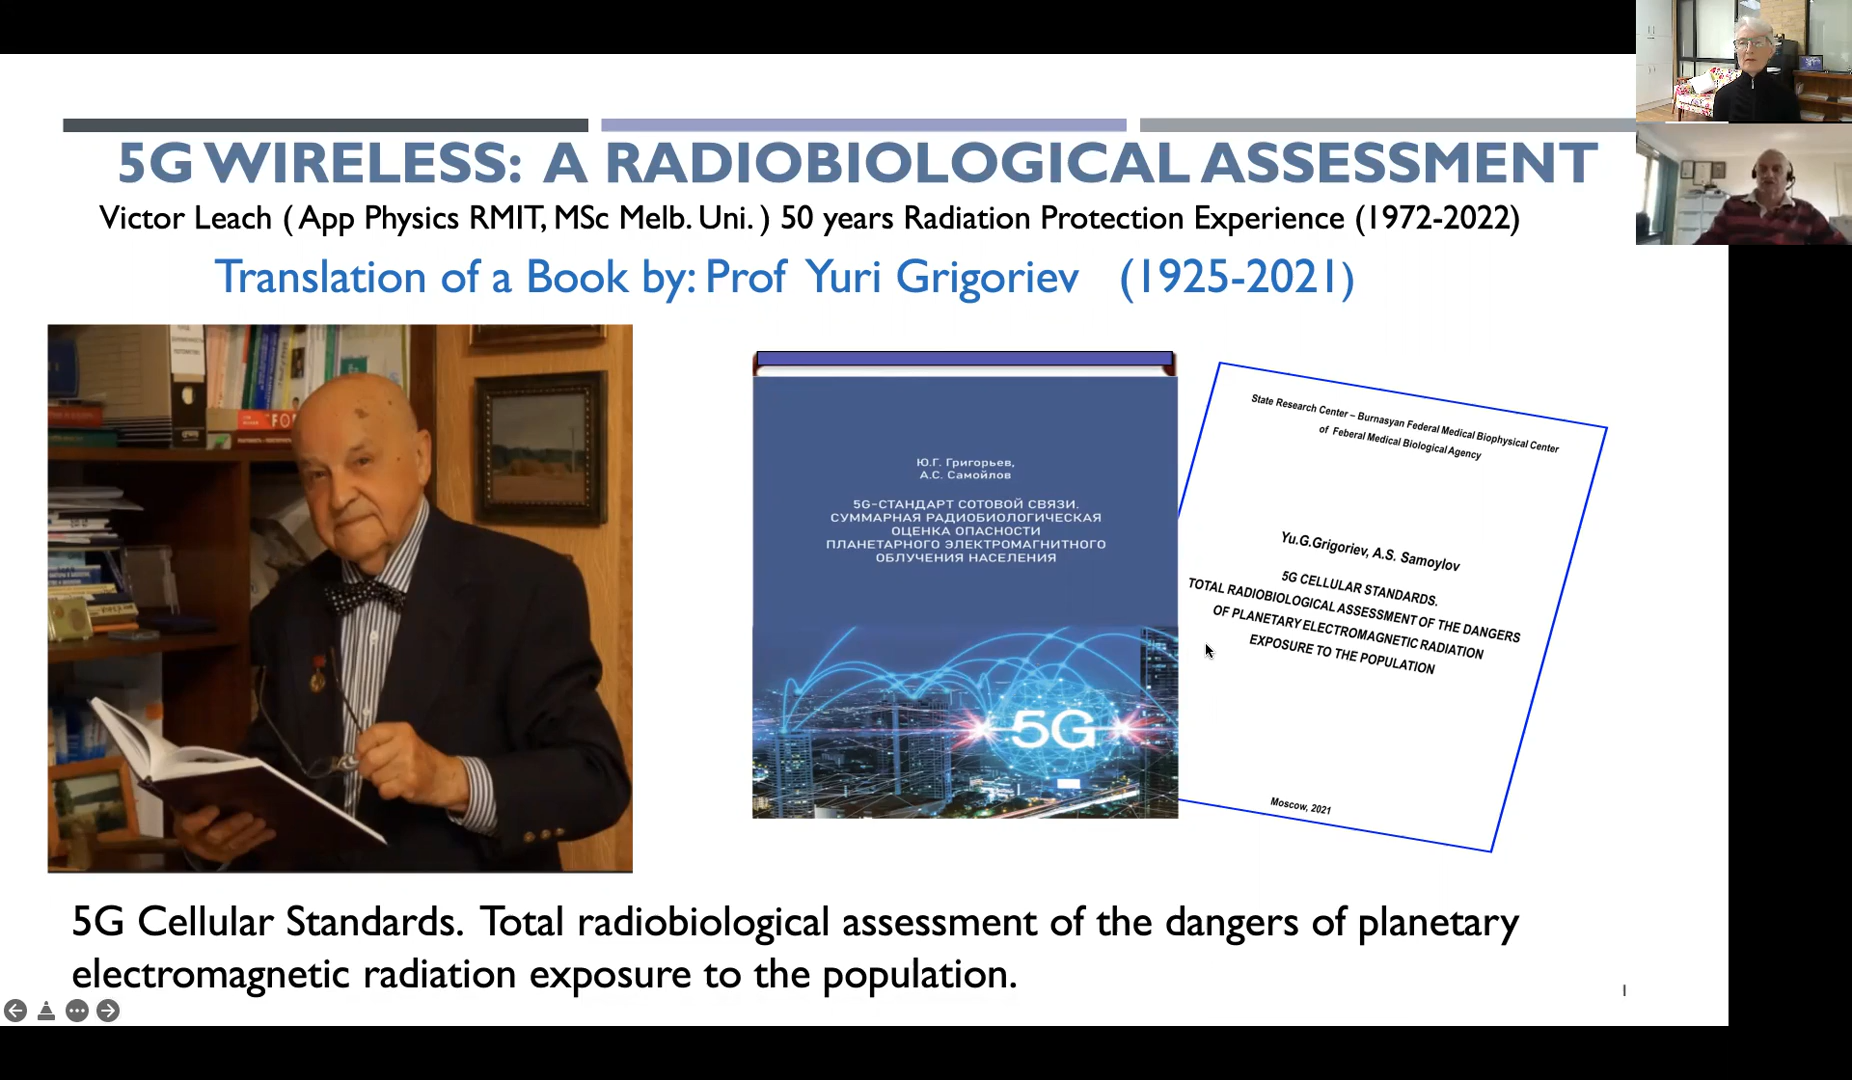 5G WIRELESS: A RADIOBIOLOGICAL ASSESSMENT
Victor Leach ( App Physics RMIT, MSc Melb. Uni. ) 50 years Radiation Protection Experience (1972-2022)
Translation of a Book by: Prof Yuri Grigoriev (1925-2021)
FO
Ю.Г. Григорьев,
А.С. Самойлов
5G-СТАНДАРТ СОТОВОЙ СВЯЗИ.
СУММАРНАЯ РАДИОБИОЛОГИЧЕСКАЯ
ОЦЕНКА ОПАСНОСТИ
ПЛАНЕТАРНОГО ЭЛЕКТРОМАГНИТНОГО
ОБЛУЧЕНИЯ НАСЕЛЕНИЯ
5G
State Research Center – Burnasyan Federal Medical Biophysical Center
of Feberal Medical Biological Agency
Yu.G.Grigoriev, A.S. Samoylov
5G CELLULAR STANDARDS.
TOTAL RADIOBIOLOGICAL ASSESSMENT OF THE DANGERS
OF PLANETARY ELECTROMAGNETIC RADIATION
EXPOSURE TO THE POPULATION
Moscow, 2021
5G Cellular Standards. Total radiobiological assessment of the dangers of planetary
electromagnetic radiation exposure to the population.
1